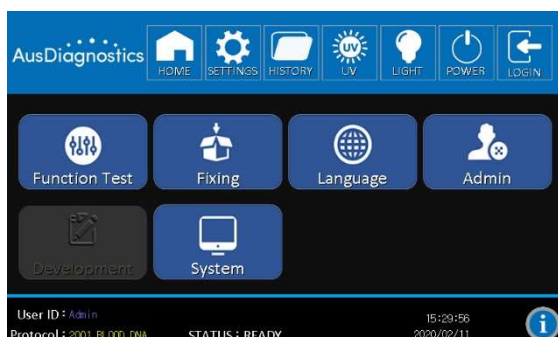 AusDiagnostics
HOME SETTINGS HISTORY UV LIGHT POWER LOGIN
Function Test Fixing Language Admin
Development System
User ID : Admin 15:29:56
Protocol : 2001 BLOOD DNA STATUS : READY 2020/02/11